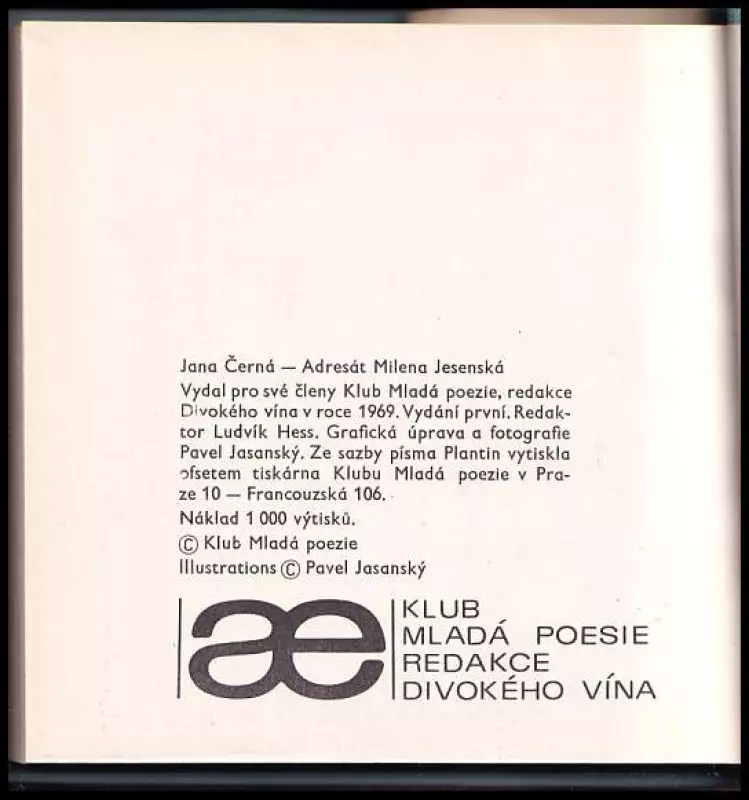 Jana Černá — Adresát Milena Jesenská
Vydal pro své členy Klub Mladá poezie, redakce
Divokého vína v roce 1969. Vydání první. Redak-
tor Ludvík Hess. Grafická úprava a fotografie
Pavel Jasanský. Ze sazby písma Plantin vytiskla
ofsetem tiskárna Klubu Mladá poezie v Pra-
ze 10 — Francouzská 106.
Náklad 1 000 výtisků.
© Klub Mladá poezie
Illustrations © Pavel Jasanský
æ
KLUB
MLADÁ POESIE
REDAKCE
DIVOKÉHO VÍNA